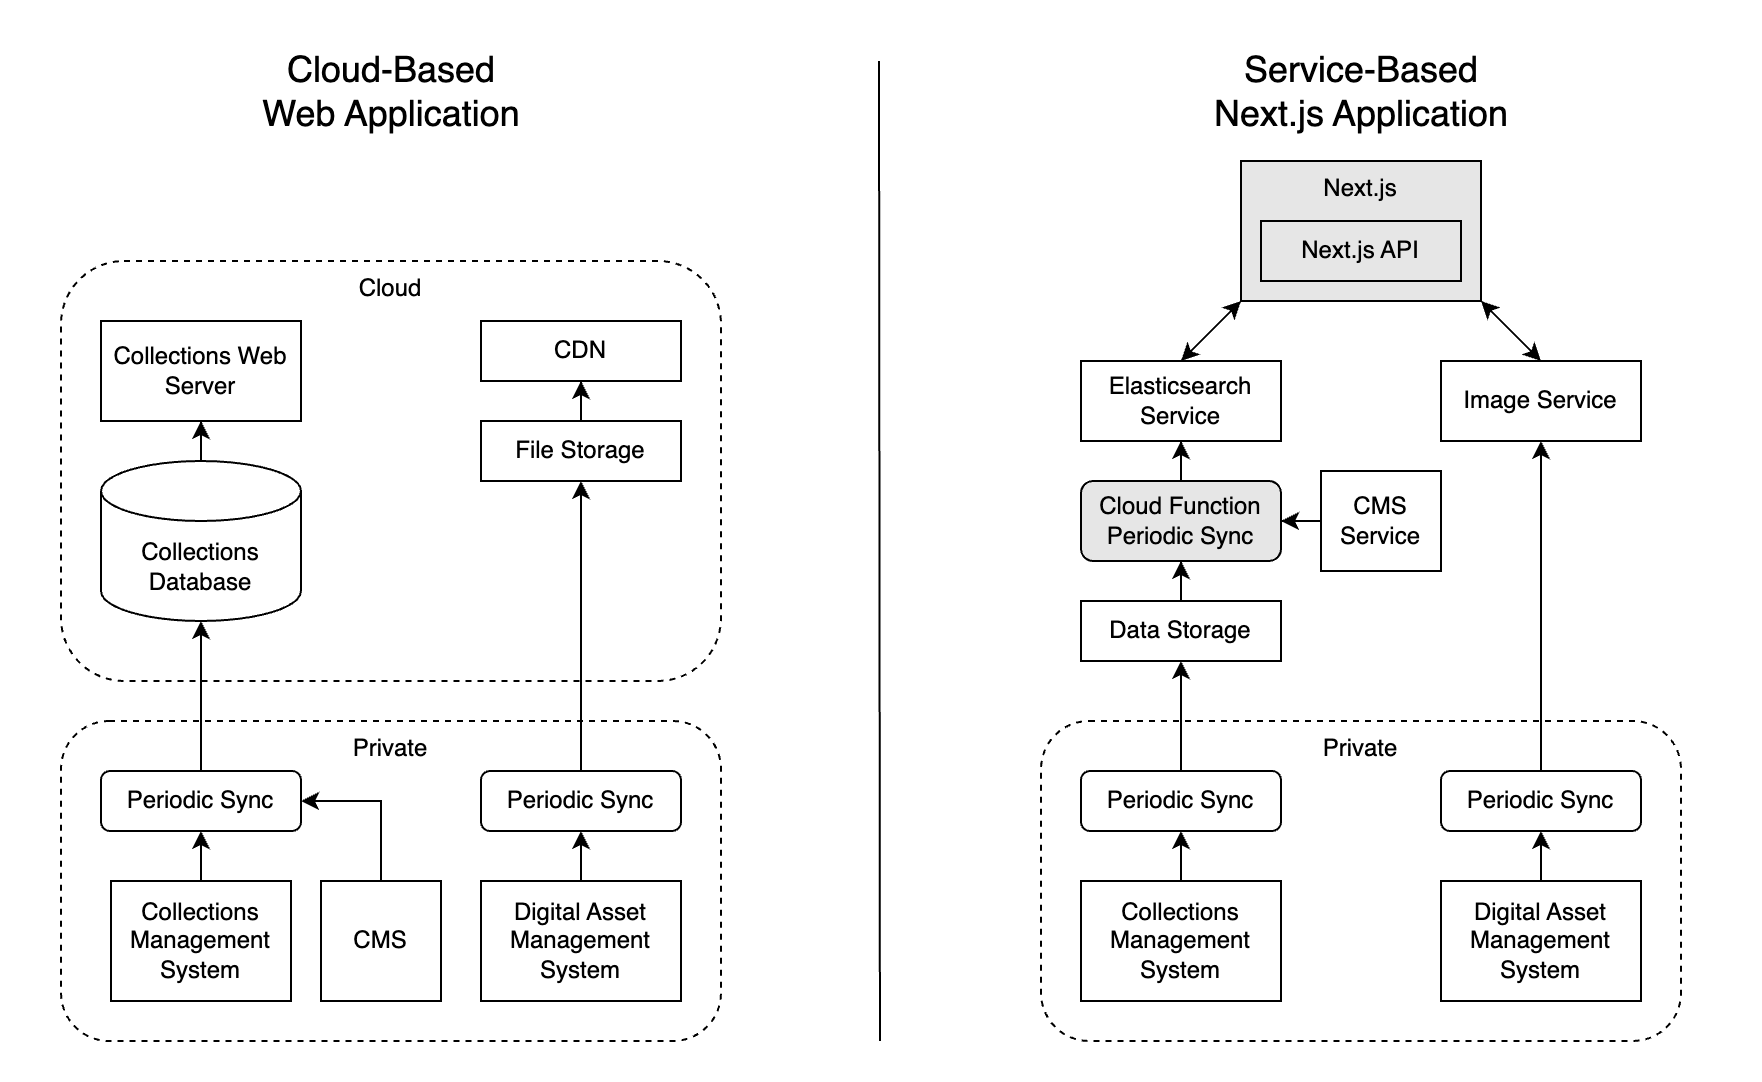 Cloud-Based
Web Application
Cloud
Collections Web
Server
CDN
File Storage
Collections
Database
Private
Periodic Sync
Periodic Sync
Collections
Management
System
CMS
Digital Asset
Management
System
Service-Based
Next.js Application
Next.js
Next.js API
Elasticsearch
Service
Image Service
Cloud Function
Periodic Sync
CMS
Service
Data Storage
Private
Periodic Sync
Periodic Sync
Collections
Management
System
Digital Asset
Management
System